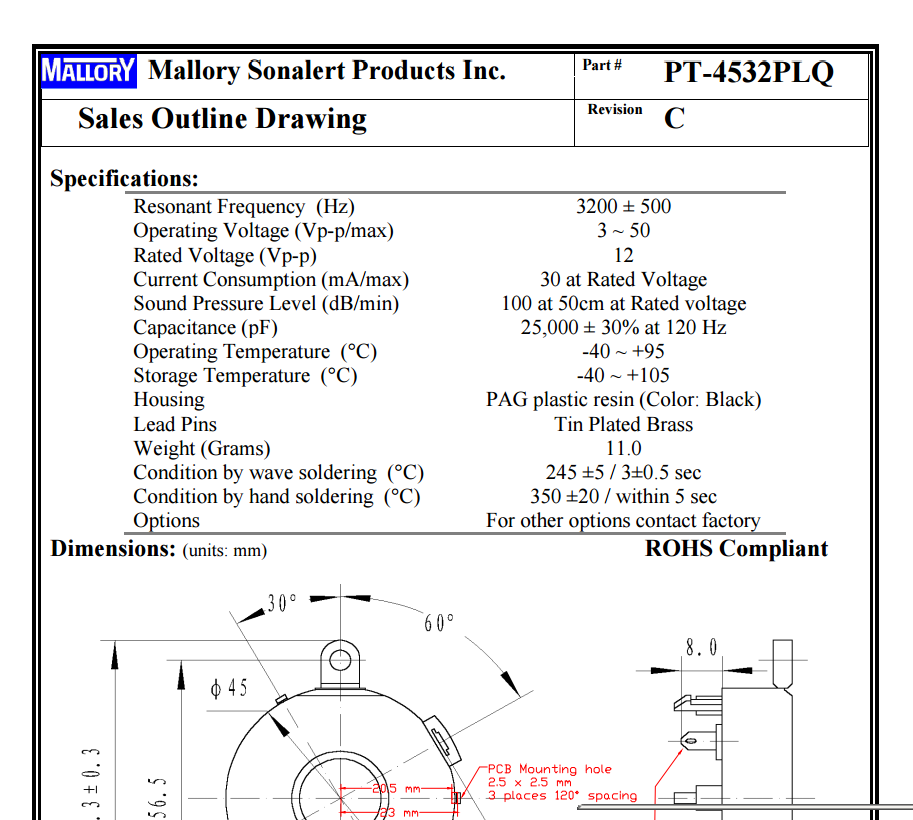 MALLORY Mallory Sonalert Products Inc. Part # PT-4532PLQ
Sales Outline Drawing Revision C
Specifications:
Resonant Frequency (Hz) 3200 ± 500
Operating Voltage (Vp-p/max) 3 ~ 50
Rated Voltage (Vp-p) 12
Current Consumption (mA/max) 30 at Rated Voltage
Sound Pressure Level (dB/min) 100 at 50cm at Rated voltage
Capacitance (pF) 25,000 ± 30% at 120 Hz
Operating Temperature (°C) -40 ~ +95
Storage Temperature (°C) -40 ~ +105
Housing PAG plastic resin (Color: Black)
Lead Pins Tin Plated Brass
Weight (Grams) 11.0
Condition by wave soldering (°C) 245 ±5 / 3±0.5 sec
Condition by hand soldering (°C) 350 ±20 / within 5 sec
Options For other options contact factory
Dimensions: (units: mm) ROHS Compliant
30°
60°
8.0
ϕ45
.3±0.3
56.5
PCB Mounting hole
2.5 x 2.5 mm
3 places 120° spacing
20.5 mm
23 mm